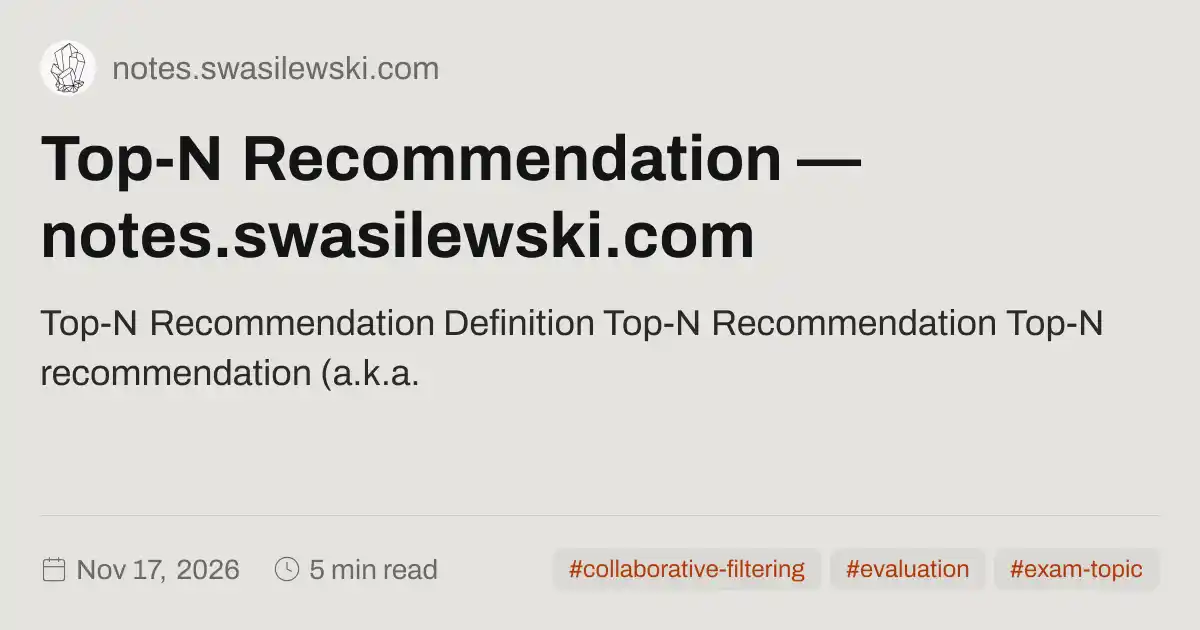 notes.swasilewski.com
Top-N Recommendation —
notes.swasilewski.com
Top-N Recommendation Definition Top-N Recommendation Top-N
recommendation (a.k.a.
Nov 17, 2026 5 min read #collaborative-filtering #evaluation #exam-topic